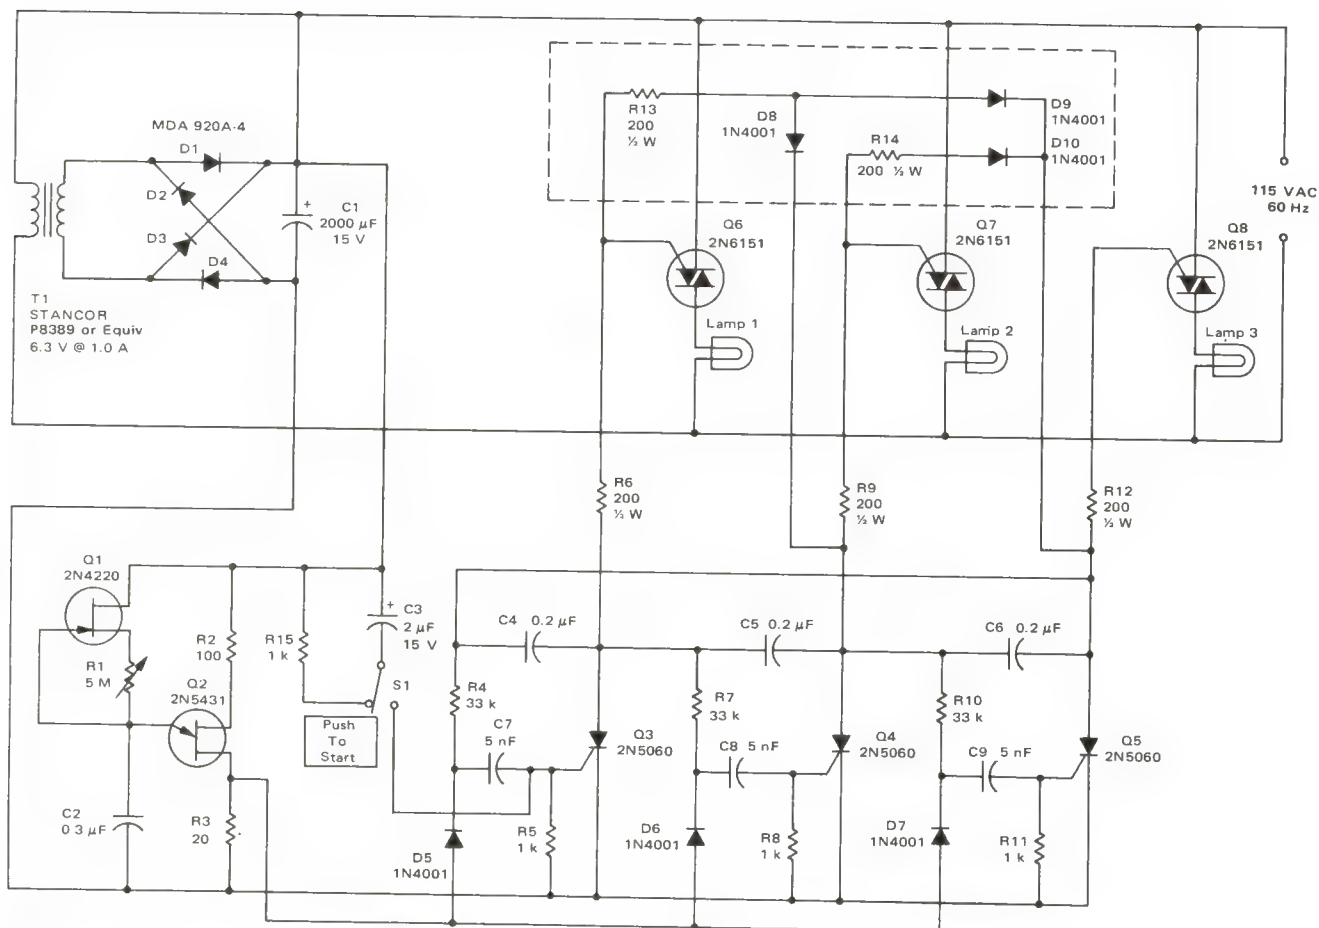 MDA 920A-4
D1
D2
D3
D4
+
C1
2000 µF
15 V
T1
STANCOR
P8389 or Equiv
6.3 V @ 1.0 A
R13
200
½ W
D8
1N4001
R14
200 ½ W
D9
1N4001
D10
1N4001
115 VAC
60 Hz
Q6
2N6151
Q7
2N6151
Q8
2N6151
Lamp 1
Lamp 2
Lamp 3
R6
200
½ W
R9
200
½ W
R12
200
½ W
Q1
2N4220
R1
5 M
R2
100
Q2
2N5431
R15
1 k
+
C3
2 µF
15 V
S1
Push
To
Start
C2
0 3 µF
R3
20
C4 0.2 µF
C5 0.2 µF
C6 0.2 µF
R4
33 k
C7
5 nF
Q3
2N5060
R7
33 k
C8 5 nF
Q4
2N5060
R10
33 k
C9 5 nF
Q5
2N5060
D5
1N4001
R5
1 k
D6
1N4001
R8
1 k
D7
1N4001
R11
1 k